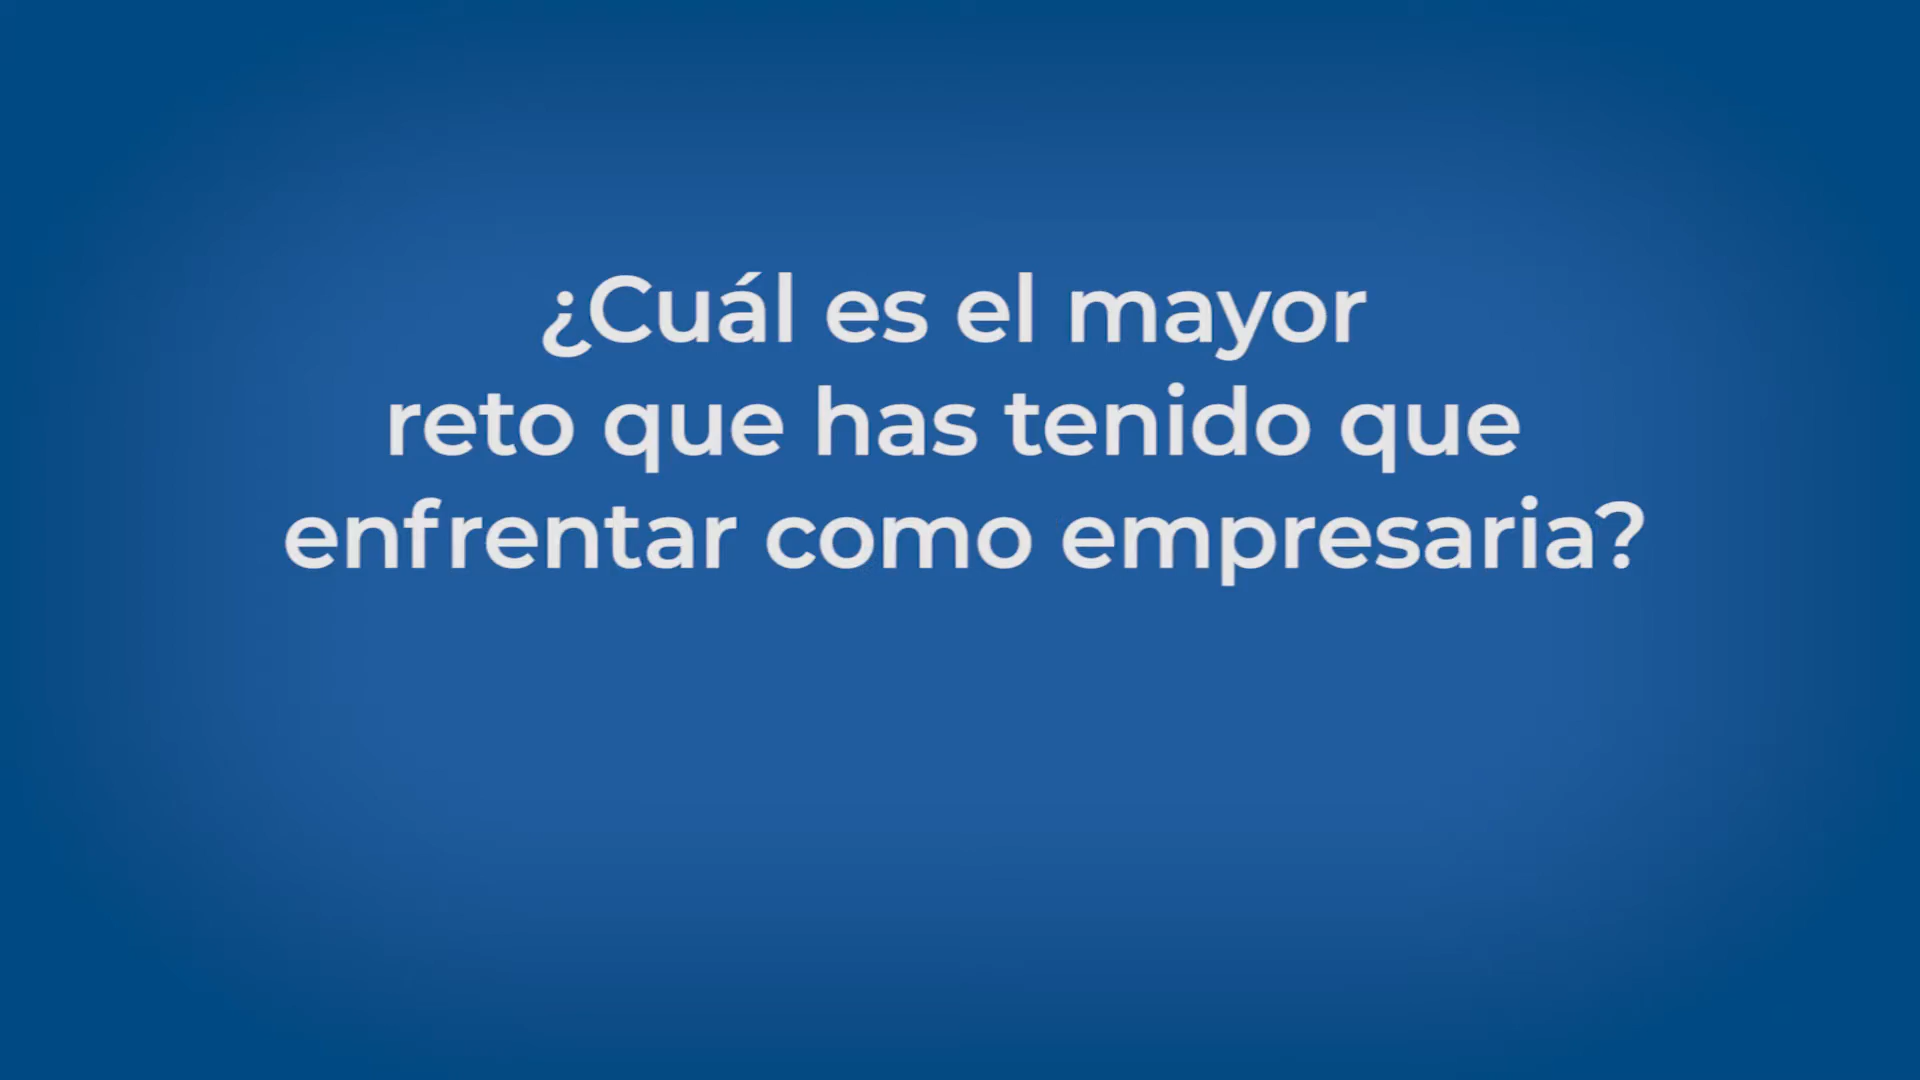 ¿Cuál es el mayor
reto que has tenido que
enfrentar como empresaria?